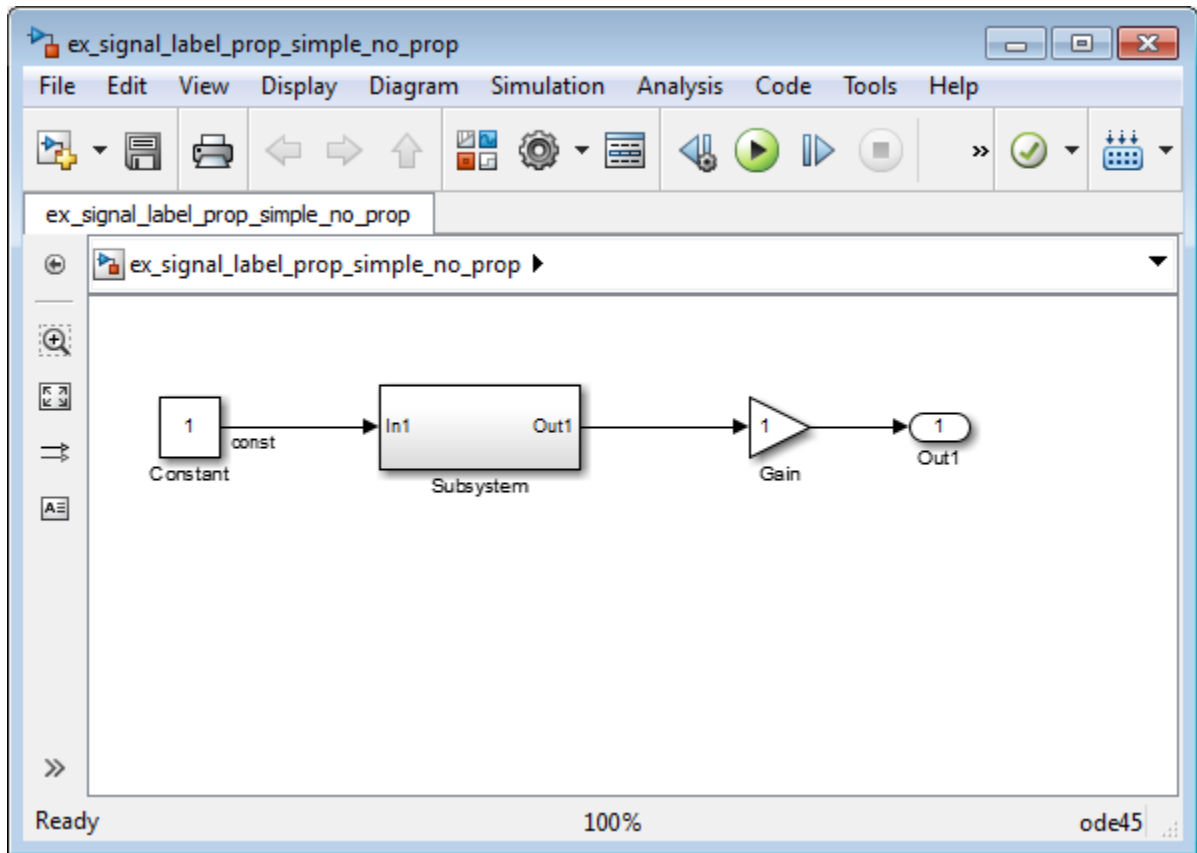 ex_signal_label_prop_simple_no_prop
File Edit View Display Diagram Simulation Analysis Code Tools Help
ex_signal_label_prop_simple_no_prop
ex_signal_label_prop_simple_no_prop
1 In1 Out1 1 1
const
Constant Subsystem Gain Out1
Ready 100% ode45